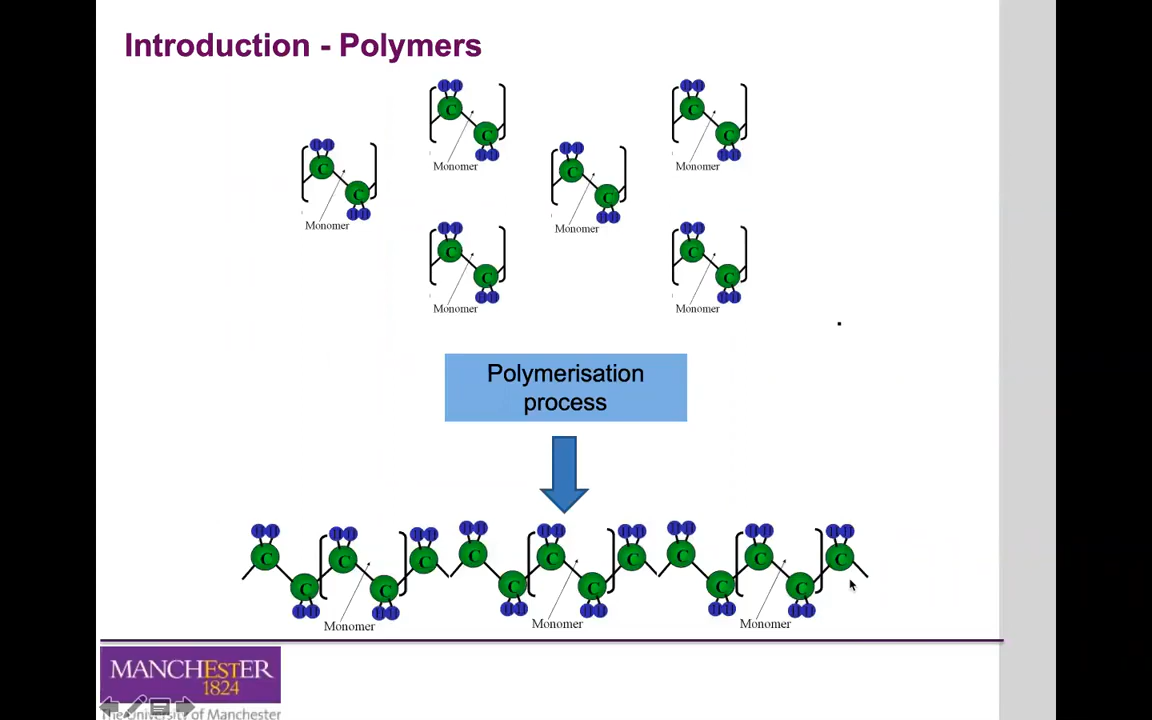 Introduction - Polymers
H H
C
C
H H
Monomer
H H
C
C
H H
Monomer
H H
C
C
H H
Monomer
H H
C
C
H H
Monomer
H H
C
C
H H
Monomer
H H
C
C
H H
Monomer
Polymerisation
process
H H H H H H H H H H H H H H H H
C C C C C C C C
C C C C C C
H H H H H H H H H H H H
Monomer Monomer Monomer
MANCHESTER
1824
The University of Manchester